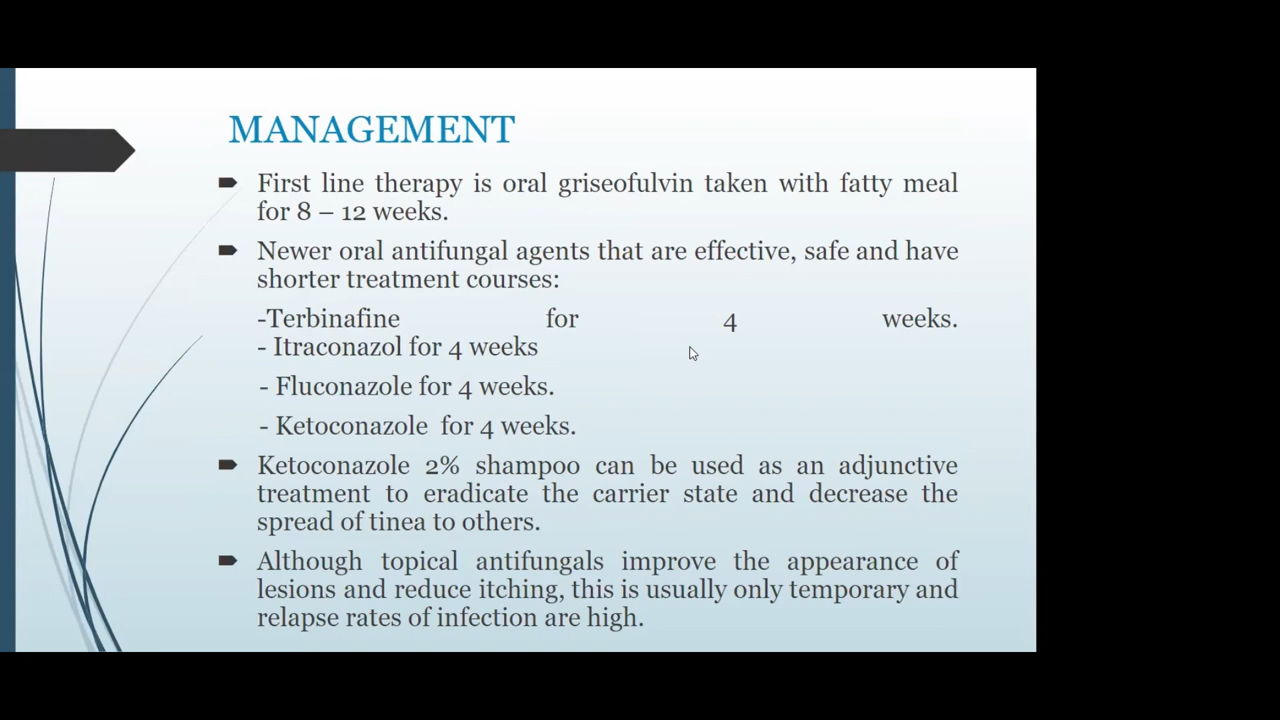 MANAGEMENT
First line therapy is oral griseofulvin taken with fatty meal
for 8 – 12 weeks.
Newer oral antifungal agents that are effective, safe and have
shorter treatment courses:
-Terbinafine for 4 weeks.
- Itraconazol for 4 weeks
- Fluconazole for 4 weeks.
- Ketoconazole  for 4 weeks.
Ketoconazole 2% shampoo can be used as an adjunctive
treatment to eradicate the carrier state and decrease the
spread of tinea to others.
Although topical antifungals improve the appearance of
lesions and reduce itching, this is usually only temporary and
relapse rates of infection are high.